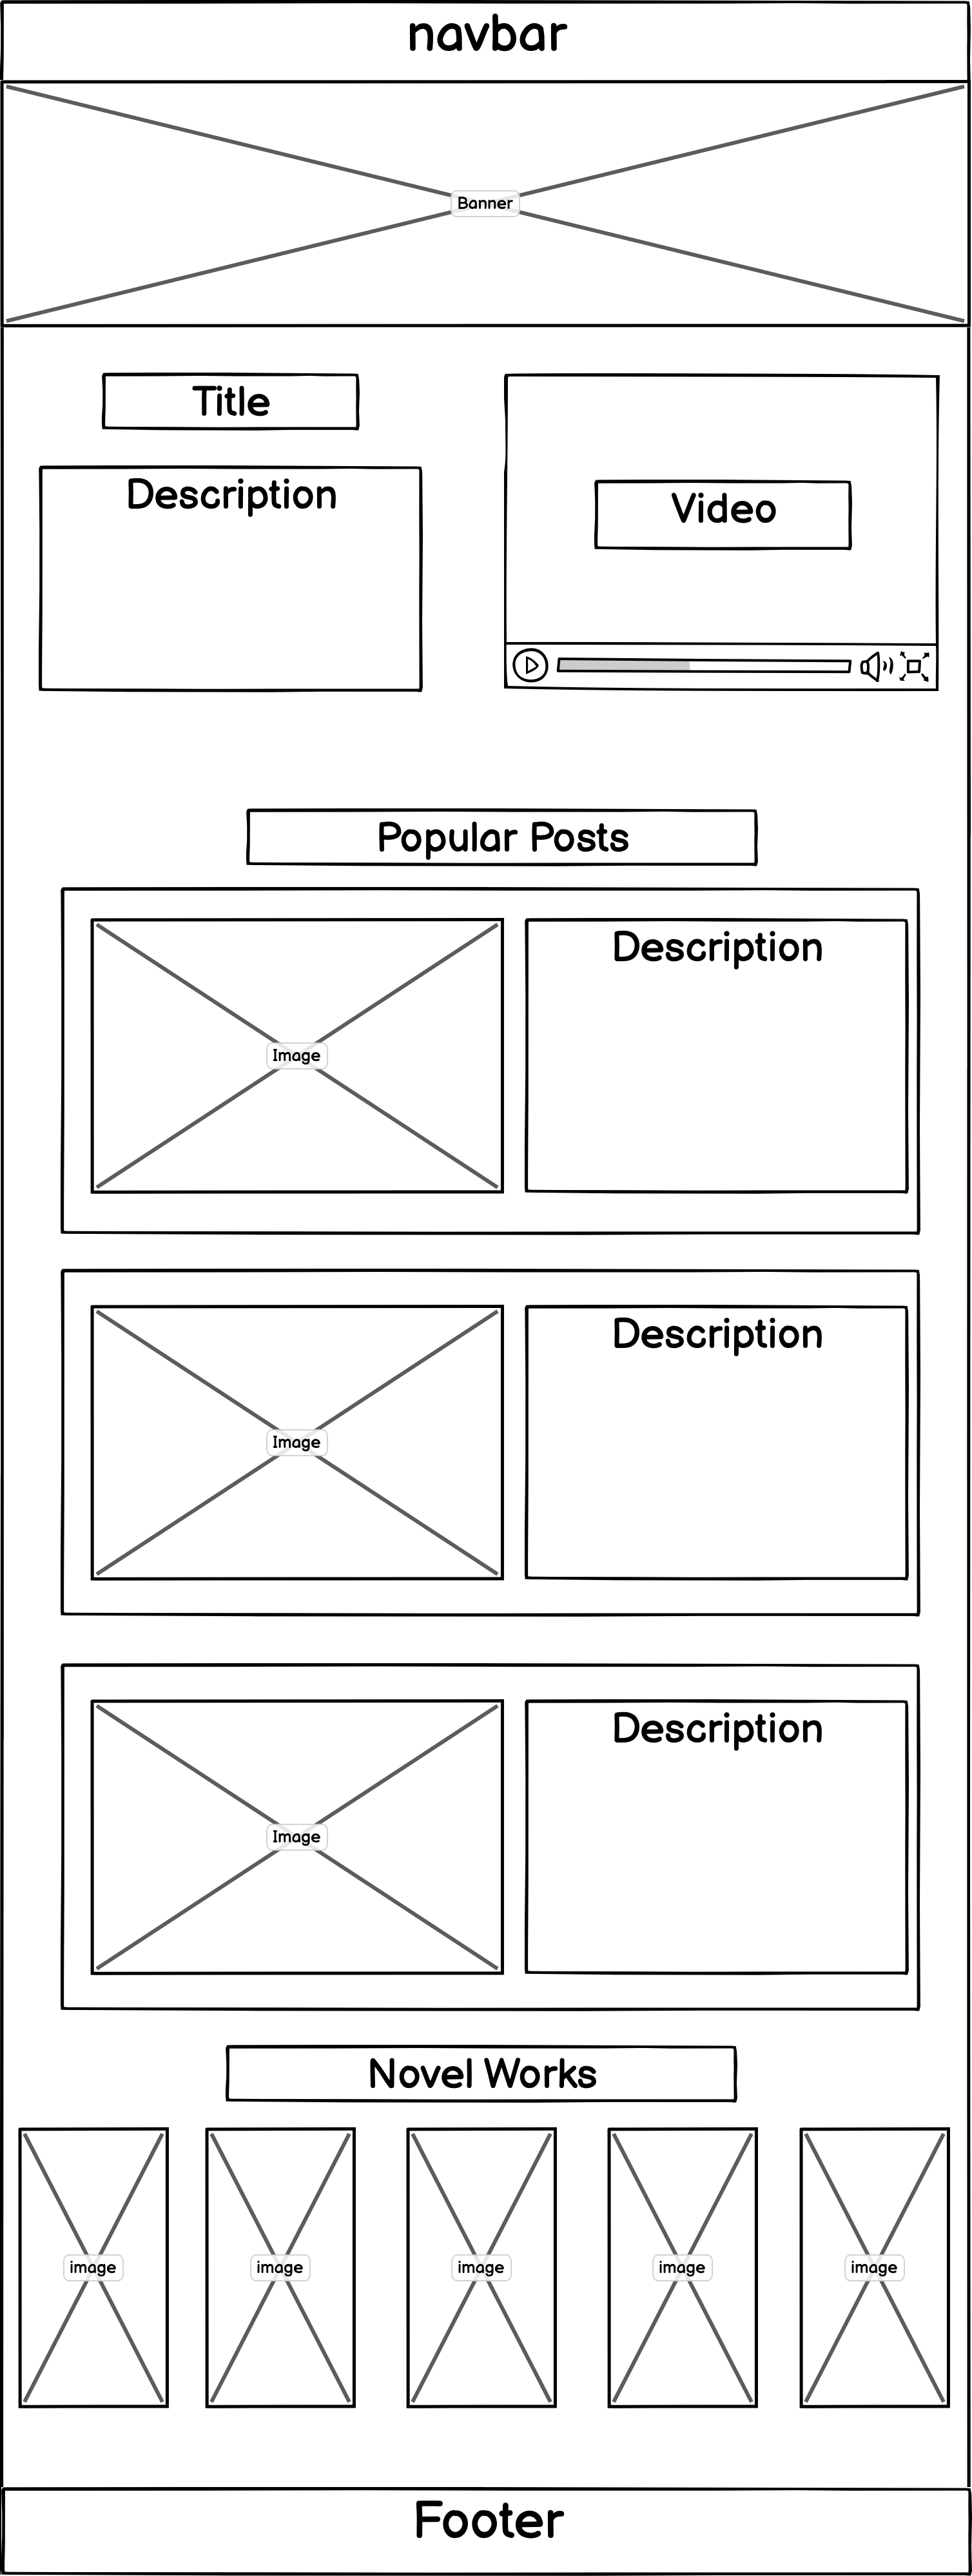 navbar
Banner
Title
Description
Video
Popular Posts
Image
Description
Image
Description
Image
Description
Novel Works
image
image
image
image
image
Footer